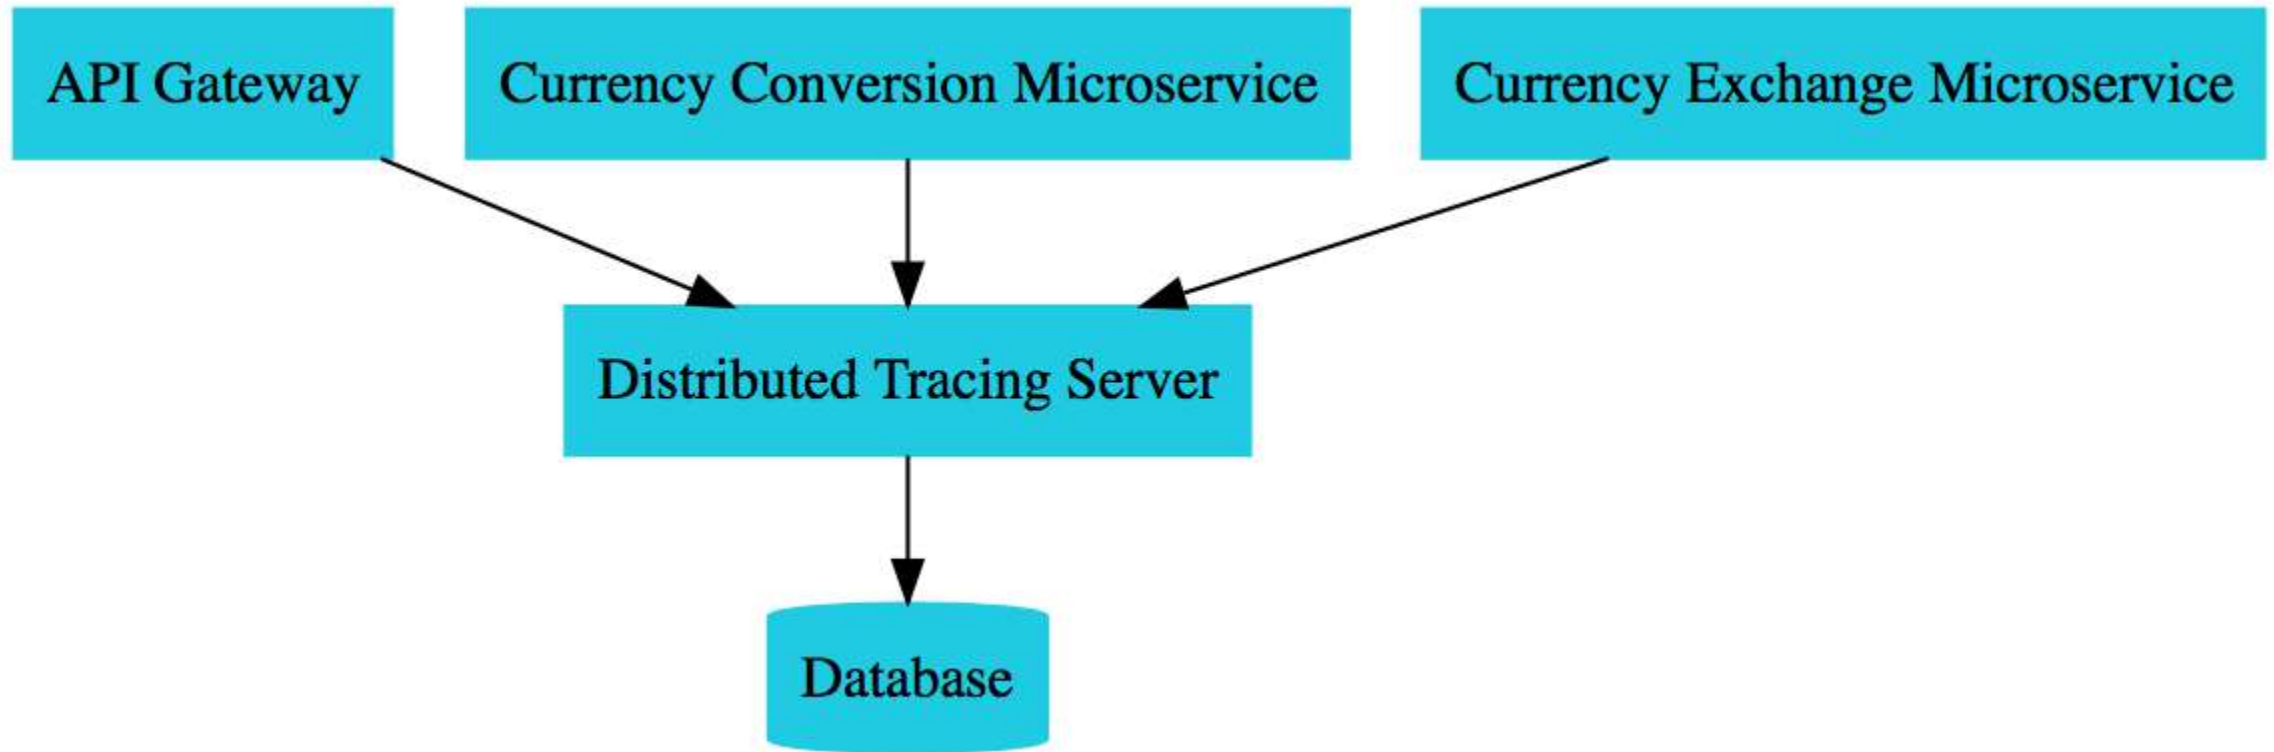 API Gateway
Currency Conversion Microservice
Currency Exchange Microservice
Distributed Tracing Server
Database